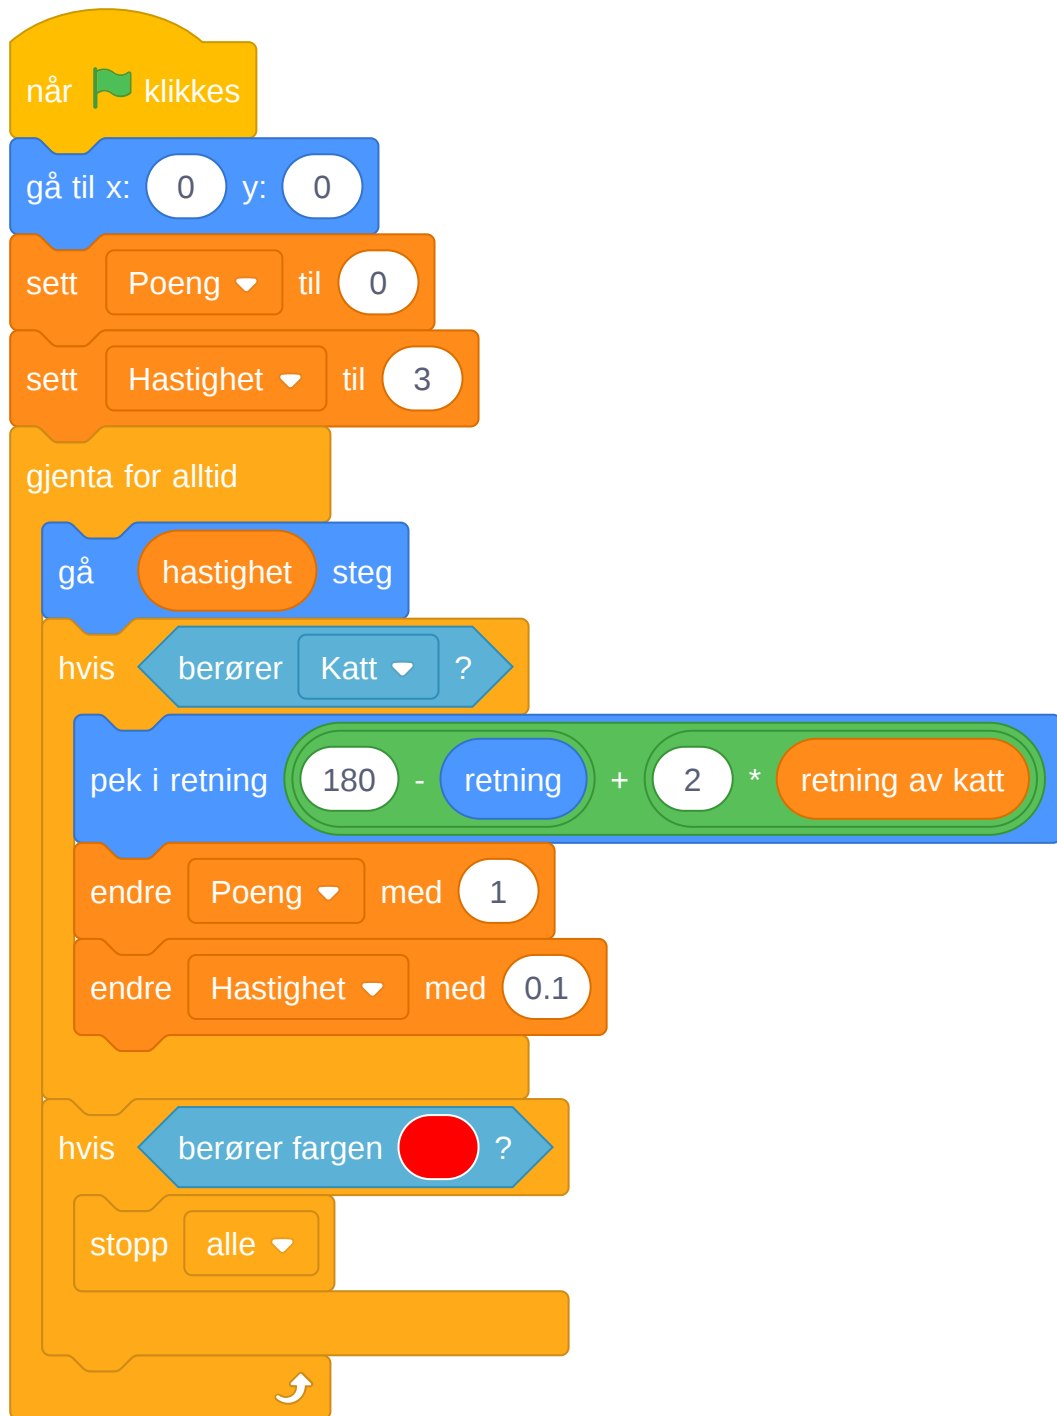 når klikkes
gå til x: 0 y: 0
sett Poeng til 0
sett Hastighet til 3
gjenta for alltid
gå hastighet steg
hvis berører Katt ?
pek i retning 180 - retning + 2 * retning av katt
endre Poeng med 1
endre Hastighet med 0.1
hvis berører fargen ?
stopp alle